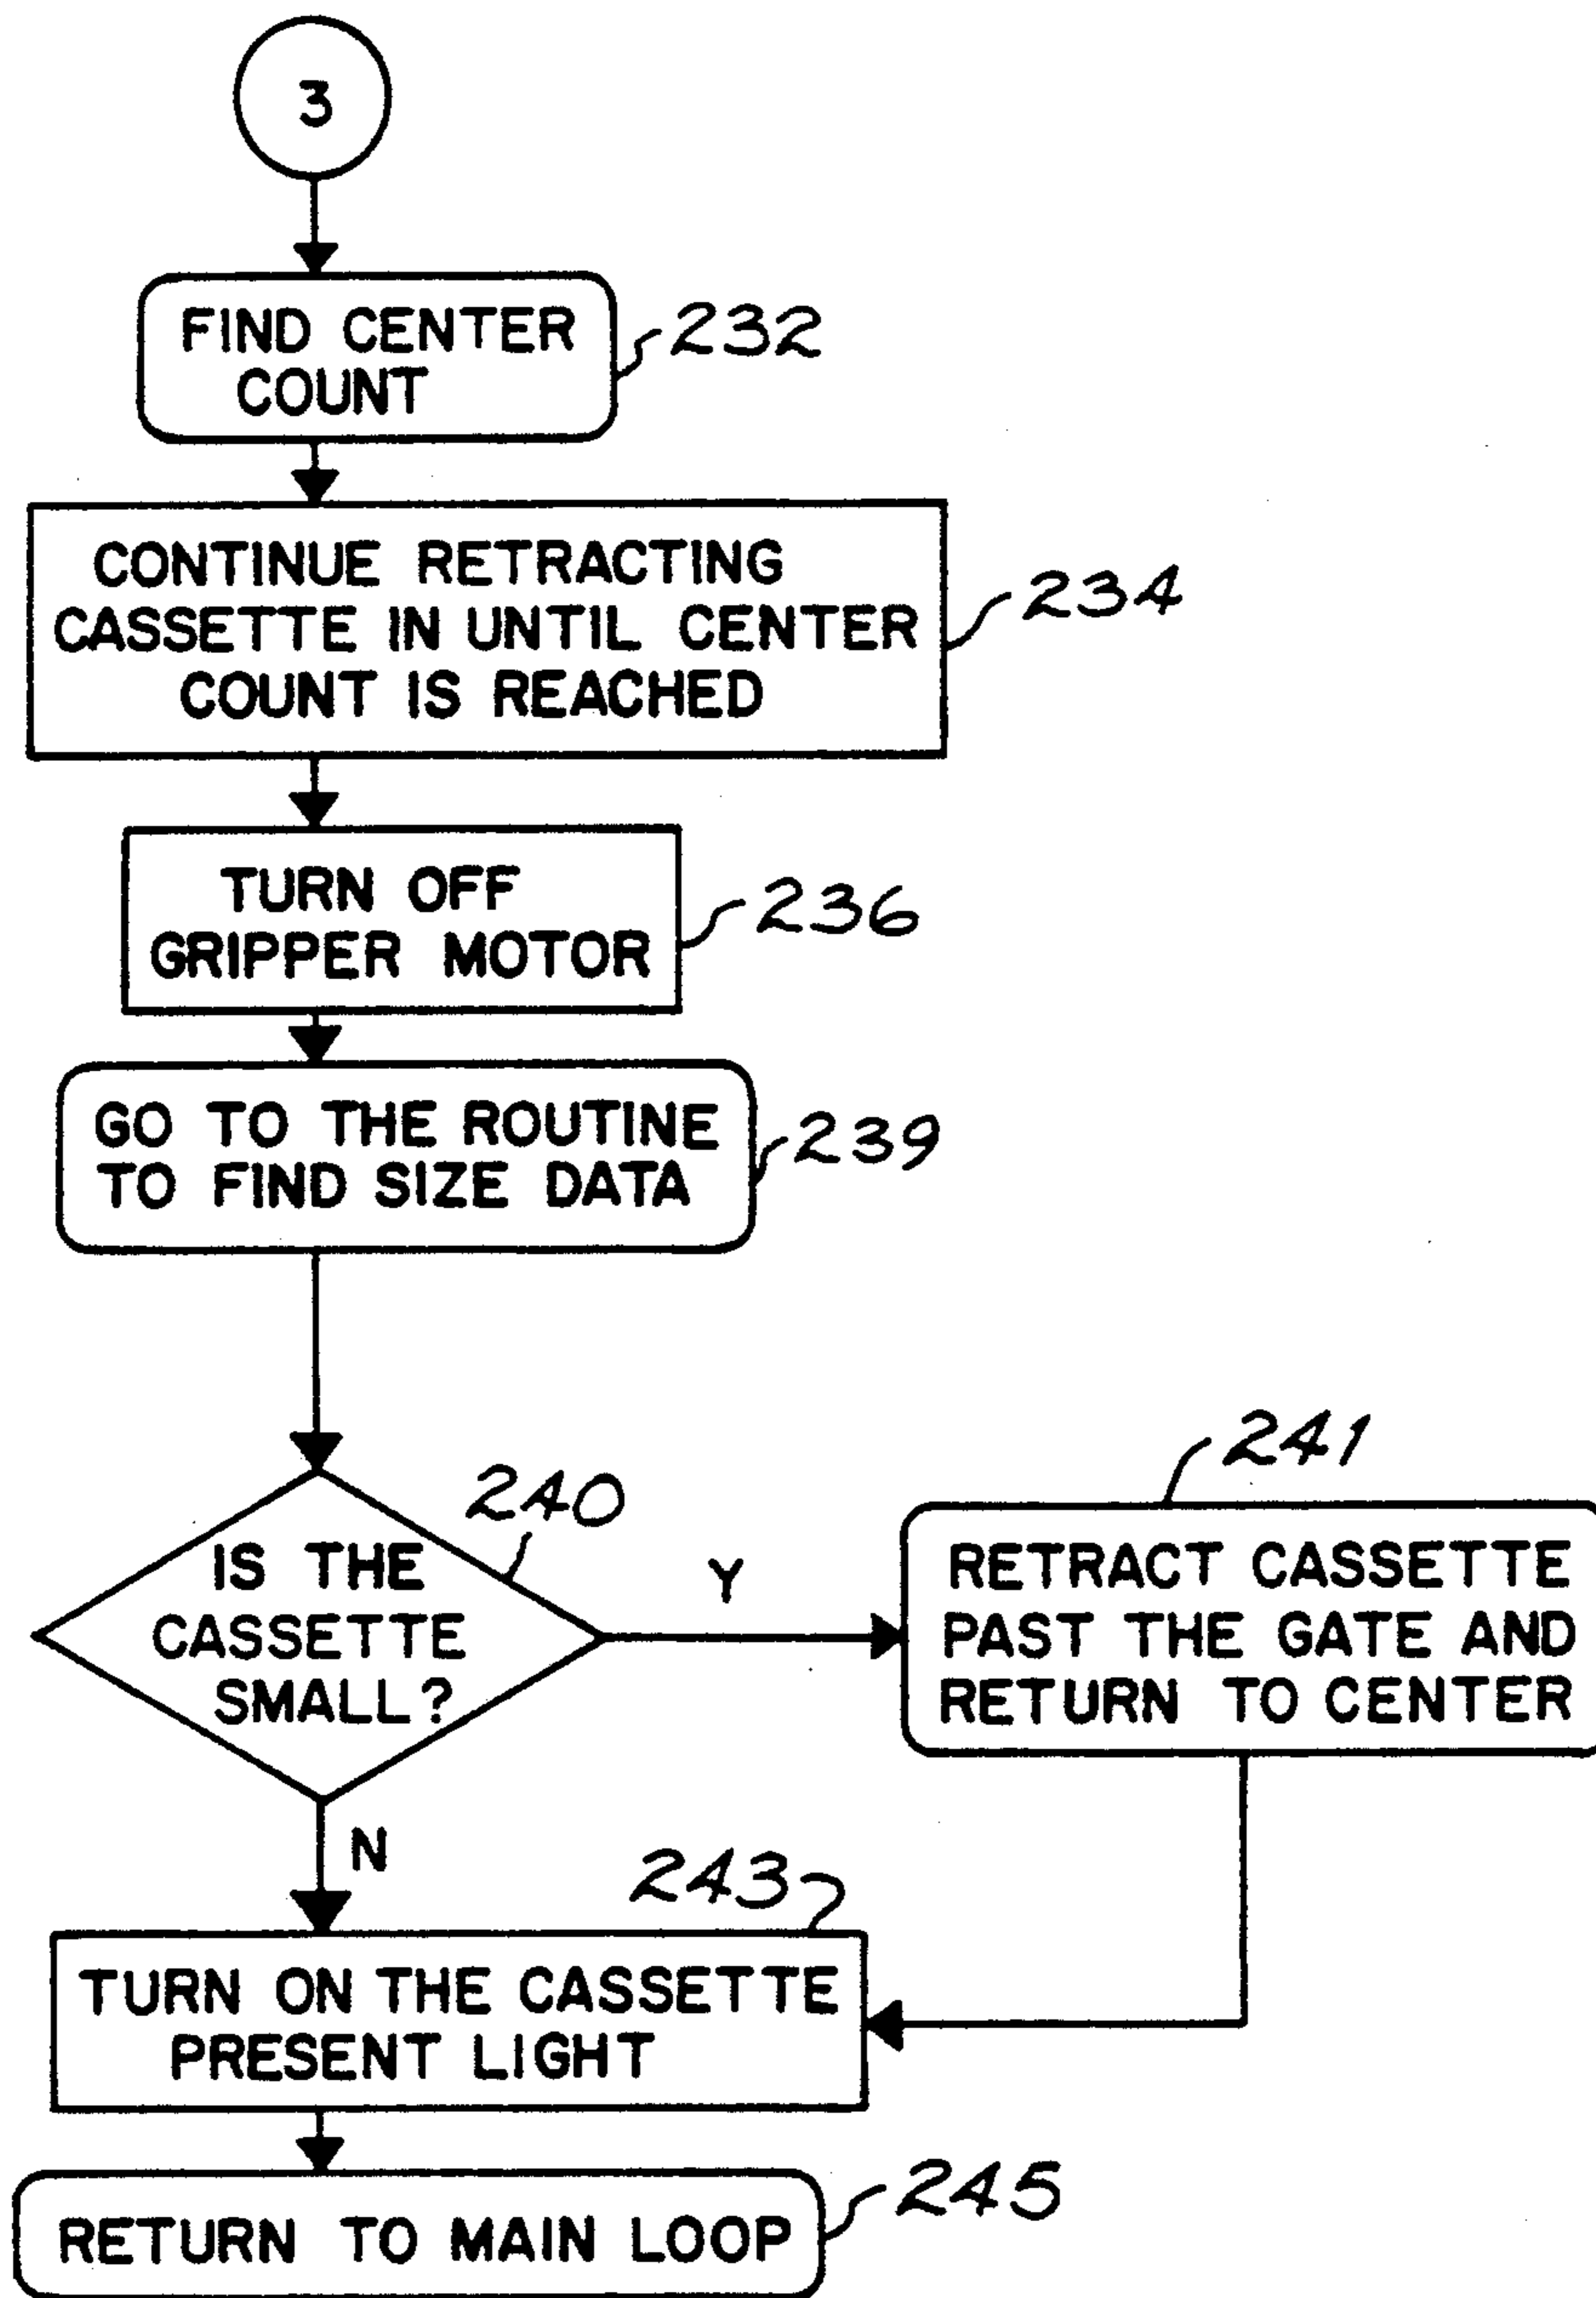 3
FIND CENTER
COUNT
232
CONTINUE RETRACTING
CASSETTE IN UNTIL CENTER
COUNT IS REACHED
234
TURN OFF
GRIPPER MOTOR
236
GO TO THE ROUTINE
TO FIND SIZE DATA
239
IS THE
CASSETTE
SMALL?
240
Y
241
RETRACT CASSETTE
PAST THE GATE AND
RETURN TO CENTER
N
243
TURN ON THE CASSETTE
PRESENT LIGHT
RETURN TO MAIN LOOP
245